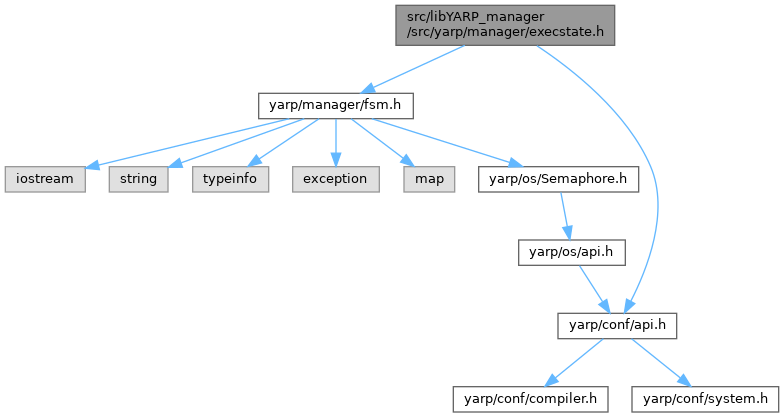 src/libYARP_manager
/src/yarp/manager/execstate.h
yarp/manager/fsm.h
iostream
string
typeinfo
exception
map
yarp/os/Semaphore.h
yarp/os/api.h
yarp/conf/api.h
yarp/conf/compiler.h
yarp/conf/system.h